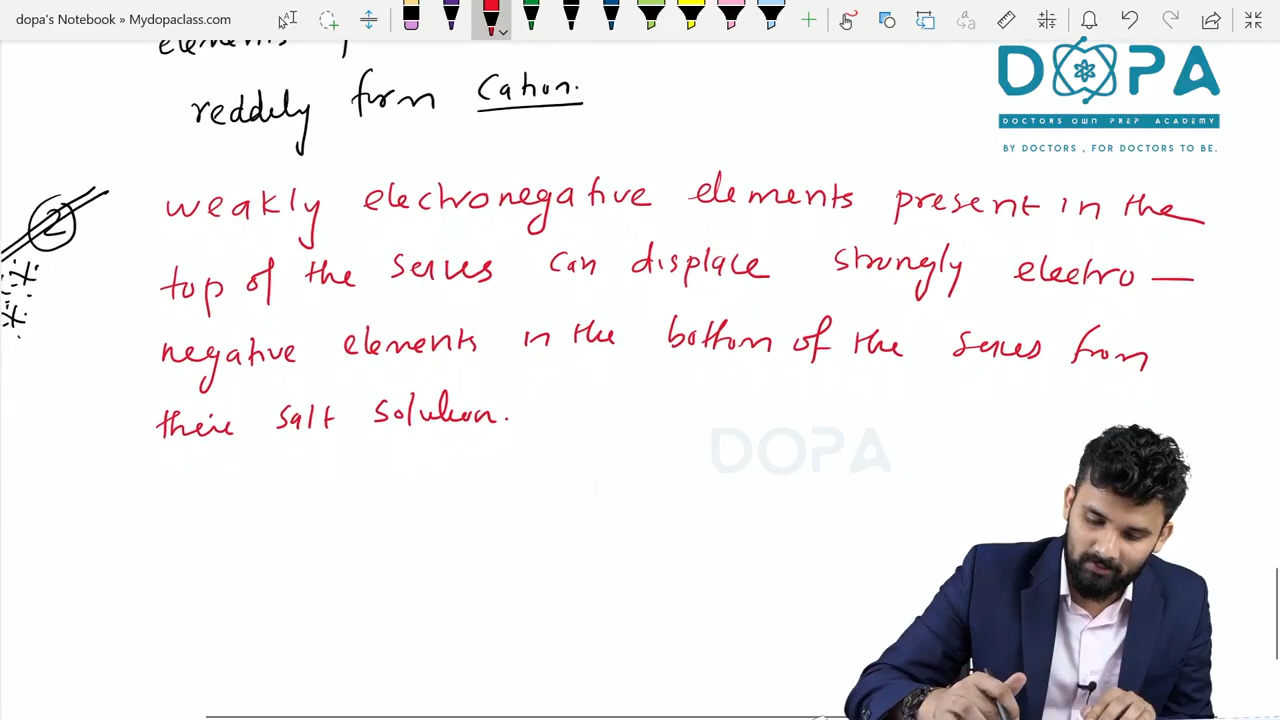 dopa's Notebook » Mydopaclass.com
elements
reddily form Cation.
DOPA
DOCTORS OWN PREP ACADEMY
BY DOCTORS , FOR DOCTORS TO BE.
2
weakly electronegative elements present in the
top of the series can displace strongly electro —
negative elements in the bottom of the series from
their salt solution.
DOPA